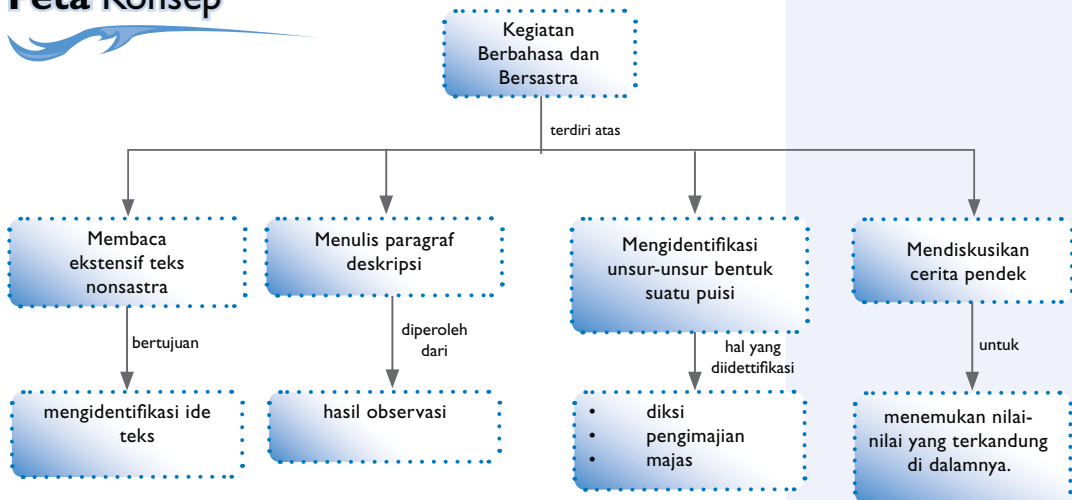 Peta Konsep
Kegiatan
Berbahasa dan
Bersastra
terdiri atas
Membaca
ekstensif teks
nonsastra
Menulis paragraf
deskripsi
Mengidentifikasi
unsur-unsur bentuk
suatu puisi
Mendiskusikan
cerita pendek
bertujuan
diperoleh
dari
hal yang
diidettifikasi
untuk
mengidentifikasi ide
teks
hasil observasi
• diksi
• pengimajian
• majas
menemukan nilai-
nilai yang terkandung
di dalamnya.